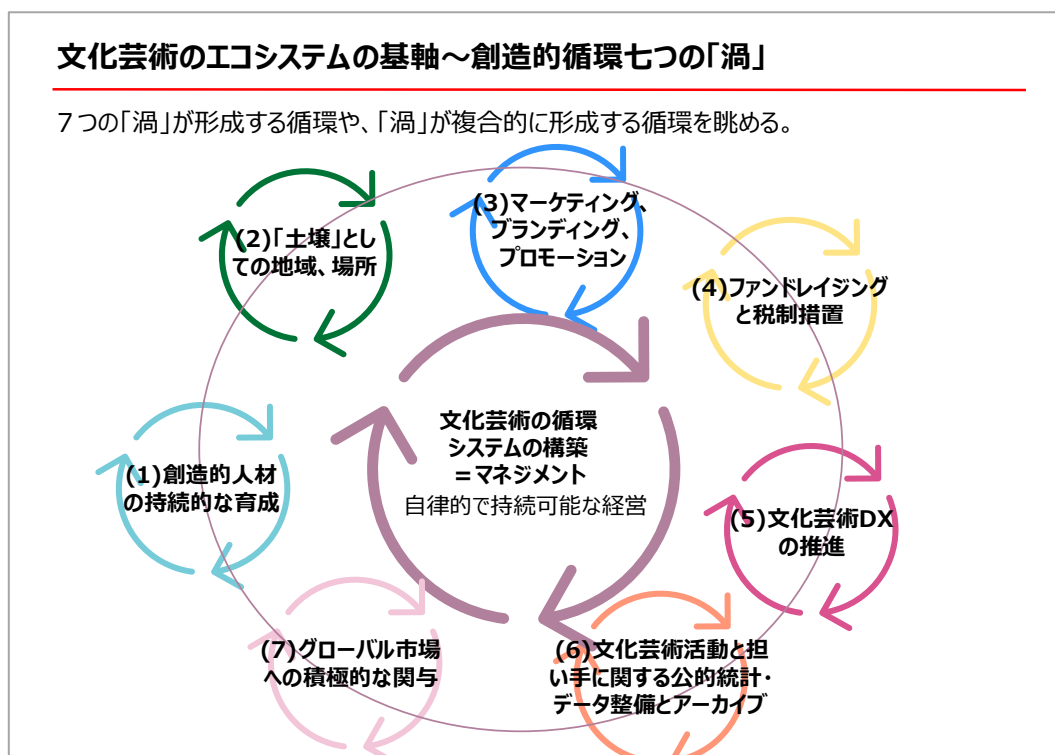 文化芸術のエコシステムの基軸～創造的循環七つの「渦」
７つの「渦」が形成する循環や、「渦」が複合的に形成する循環を眺める。
(1)創造的人材
の持続的な育成
(2)「土壌」とし
ての地域、場所
(3)マーケティング、
ブランディング、
プロモーション
(4)ファンドレイジング
と税制措置
(5)文化芸術DX
の推進
(6)文化芸術活動と担
い手に関する公的統計・
データ整備とアーカイブ
(7)グローバル市場
への積極的な関与
文化芸術の循環
システムの構築
＝マネジメント
自律的で持続可能な経営